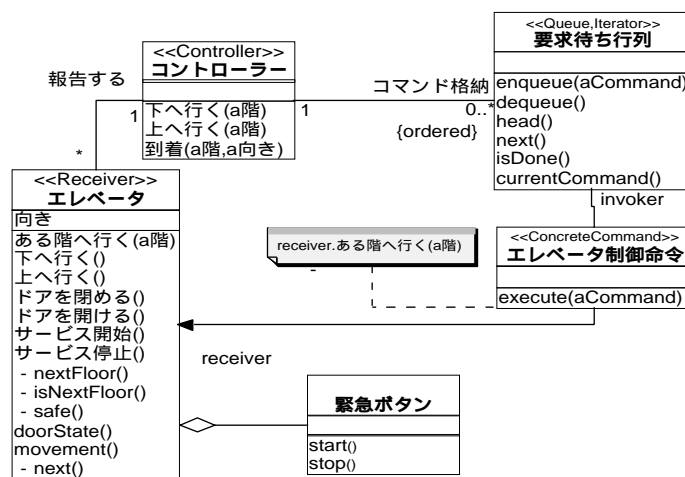 <<Controller>>
コントローラー
下へ行く(a階)
上へ行く(a階)
到着(a階,a向き)
報告する
1
*
1
コマンド格納
0..*
{ordered}
<<Queue,Iterator>>
要求待ち行列
enqueue(aCommand)
dequeue()
head()
next()
isDone()
currentCommand()
invoker
<<ConcreteCommand>>
エレベータ制御命令
execute(aCommand)
receiver.ある階へ行く(a階)
-
<<Receiver>>
エレベータ
向き
ある階へ行く(a階)
下へ行く()
上へ行く()
ドアを閉める()
ドアを開ける()
サービス開始()
サービス停止()
- nextFloor()
- isNextFloor()
- safe()
doorState()
movement()
- next()
receiver
緊急ボタン
start()
stop()